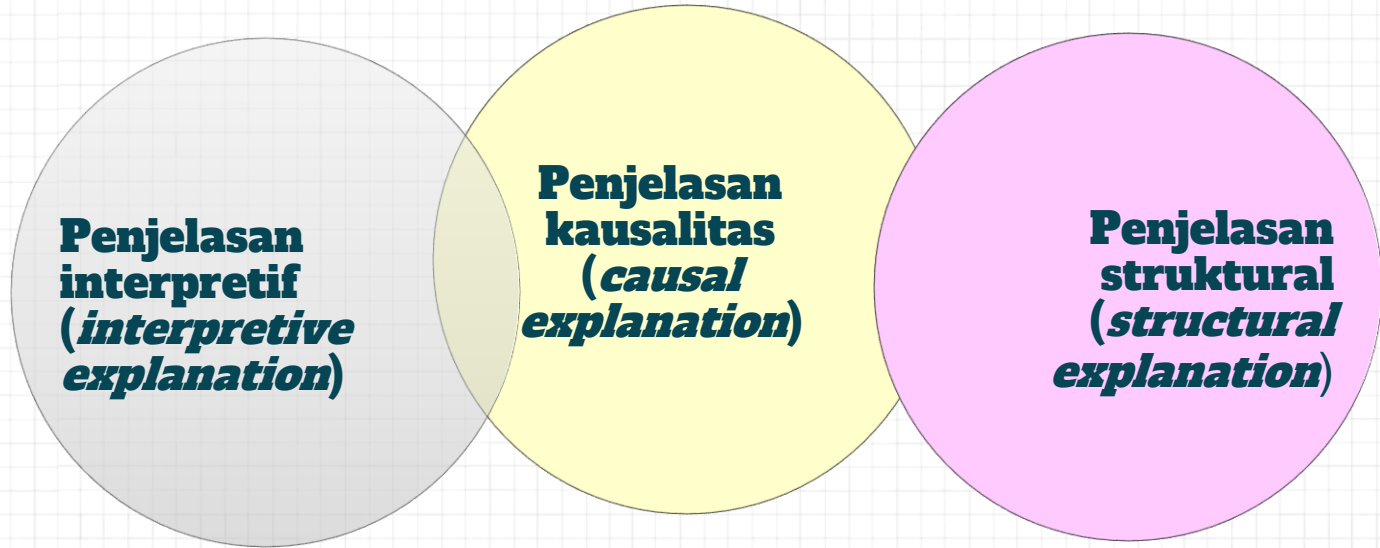 Penjelasan
interpretif
(interpretive
explanation)
Penjelasan
kausalitas
(causal
explanation)
Penjelasan
struktural
(structural
explanation)